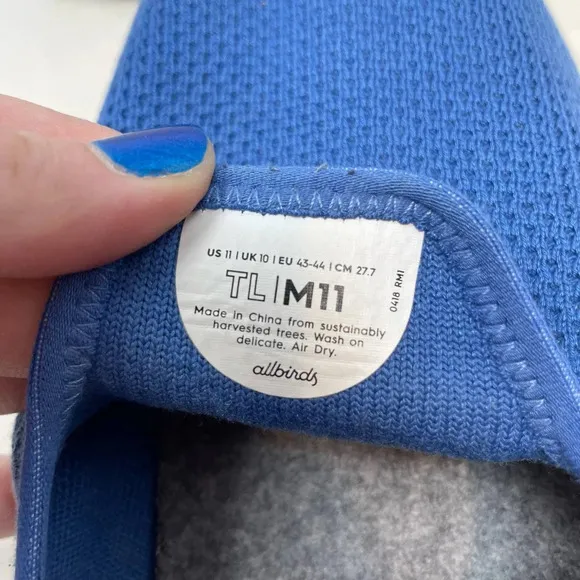 US 11 | UK 10 | EU 43-44 | CM 27.7
TL | M11
Made in China from sustainably
harvested trees. Wash on
delicate. Air Dry.
allbirds
0418 RM1